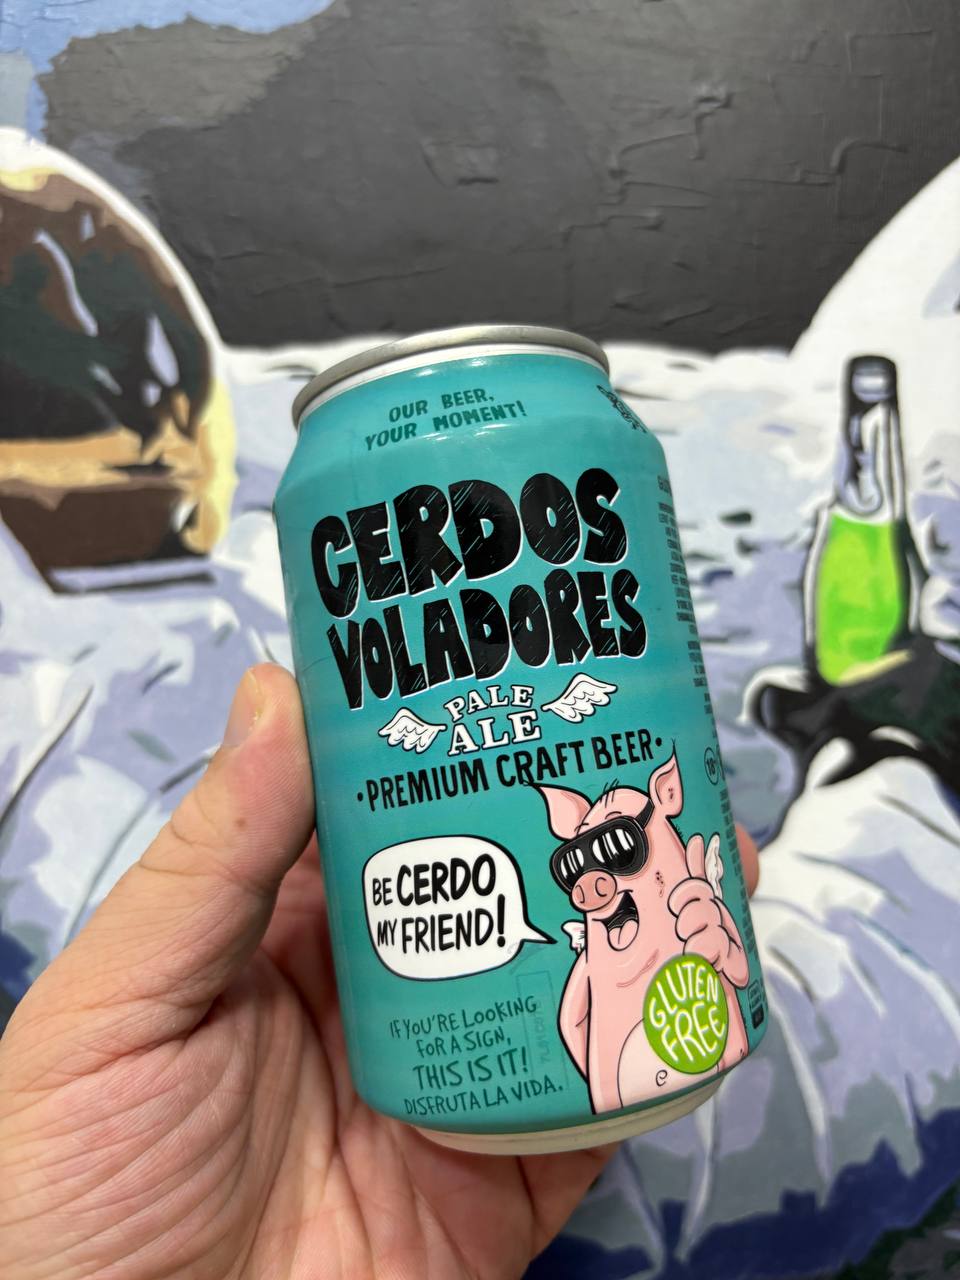 OUR BEER,
YOUR MOMENT!
CERDOS
VOLADORES
PALE
ALE
·PREMIUM CRAFT BEER·
BE CERDO
MY FRIEND!
GLUTEN
FREE
IF YOU'RE LOOKING
FOR A SIGN,
THIS IS IT!
DISFRUTA LA VIDA.